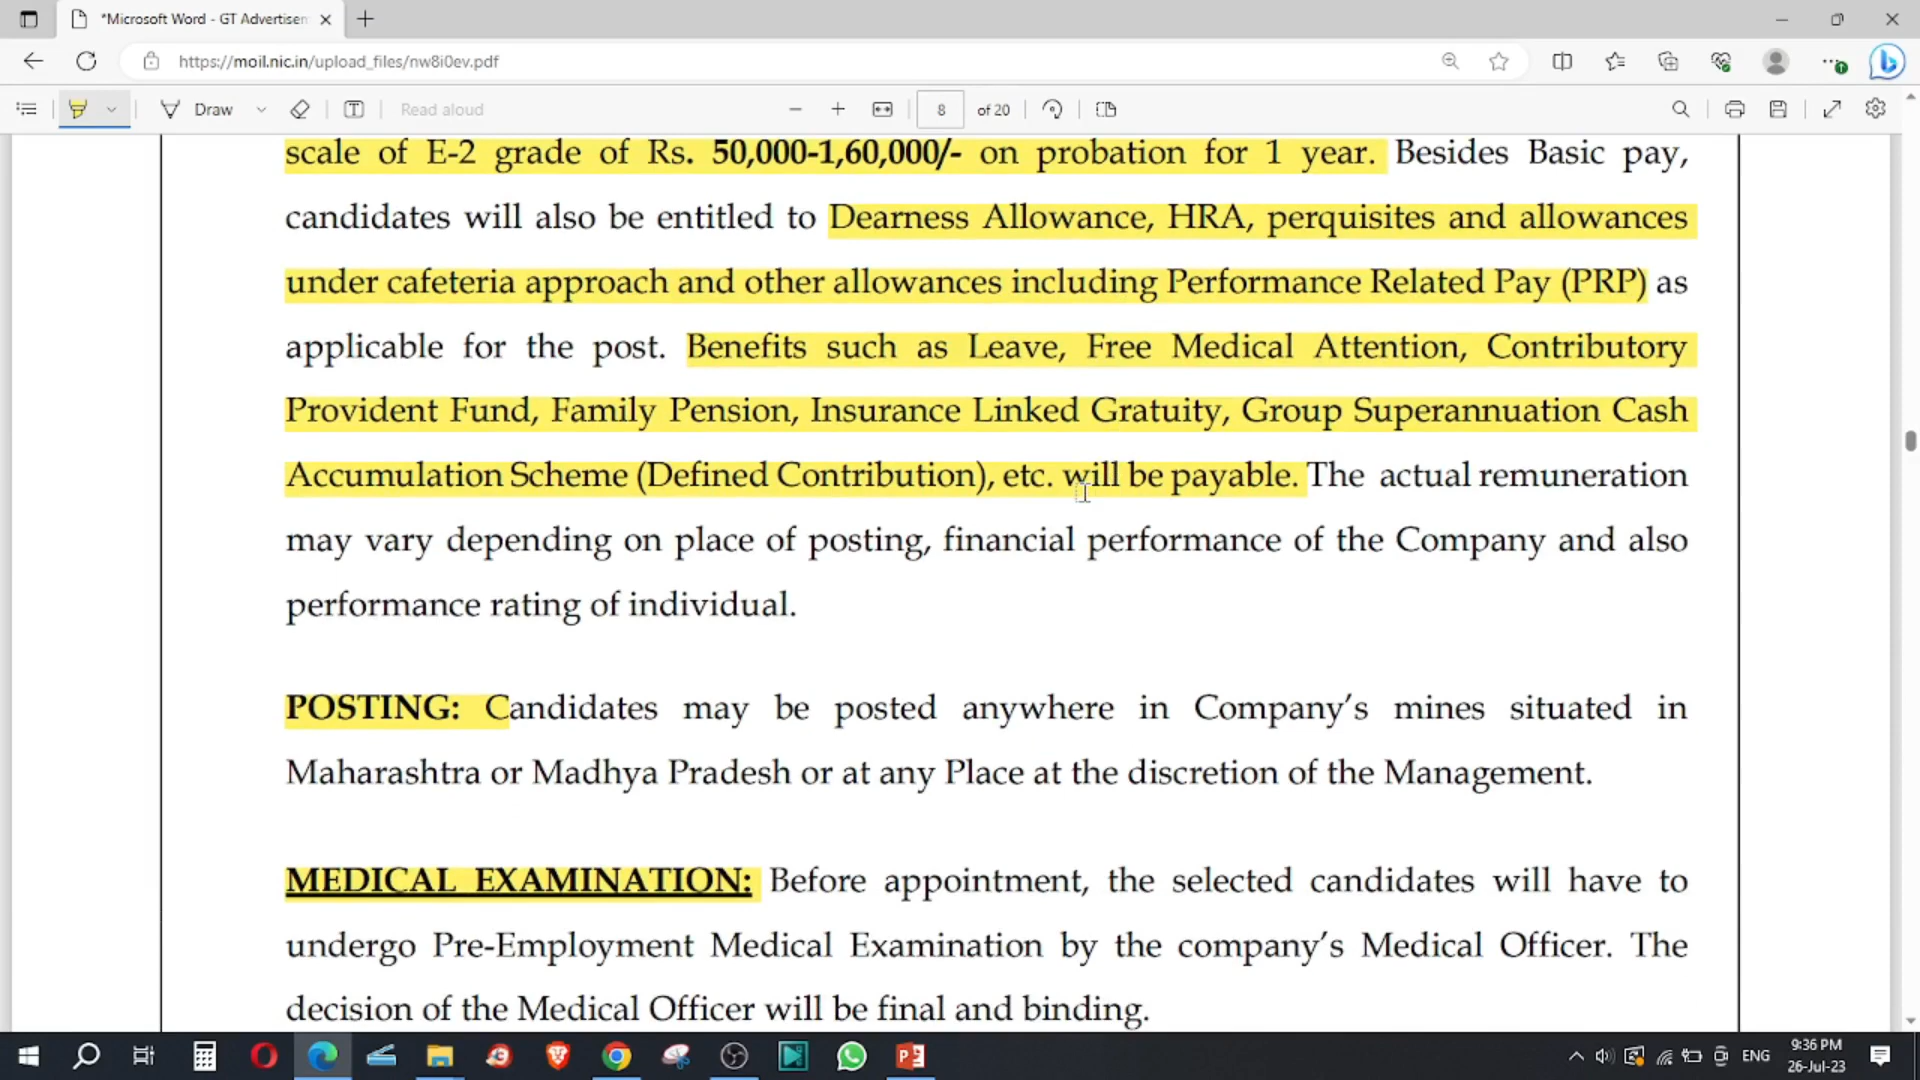 *Microsoft Word - GT Advertisem
https://moil.nic.in/upload_files/nw8i0ev.pdf
Draw
Read aloud
8 of 20
scale of E-2 grade of Rs. 50,000-1,60,000/- on probation for 1 year. Besides Basic pay,
candidates will also be entitled to Dearness Allowance, HRA, perquisites and allowances
under cafeteria approach and other allowances including Performance Related Pay (PRP) as
applicable for the post. Benefits such as Leave, Free Medical Attention, Contributory
Provident Fund, Family Pension, Insurance Linked Gratuity, Group Superannuation Cash
Accumulation Scheme (Defined Contribution), etc. will be payable. The actual remuneration
may vary depending on place of posting, financial performance of the Company and also
performance rating of individual.
POSTING: Candidates may be posted anywhere in Company’s mines situated in
Maharashtra or Madhya Pradesh or at any Place at the discretion of the Management.
MEDICAL EXAMINATION: Before appointment, the selected candidates will have to
undergo Pre-Employment Medical Examination by the company’s Medical Officer. The
decision of the Medical Officer will be final and binding.
ENG
9:36 PM
26-Jul-23